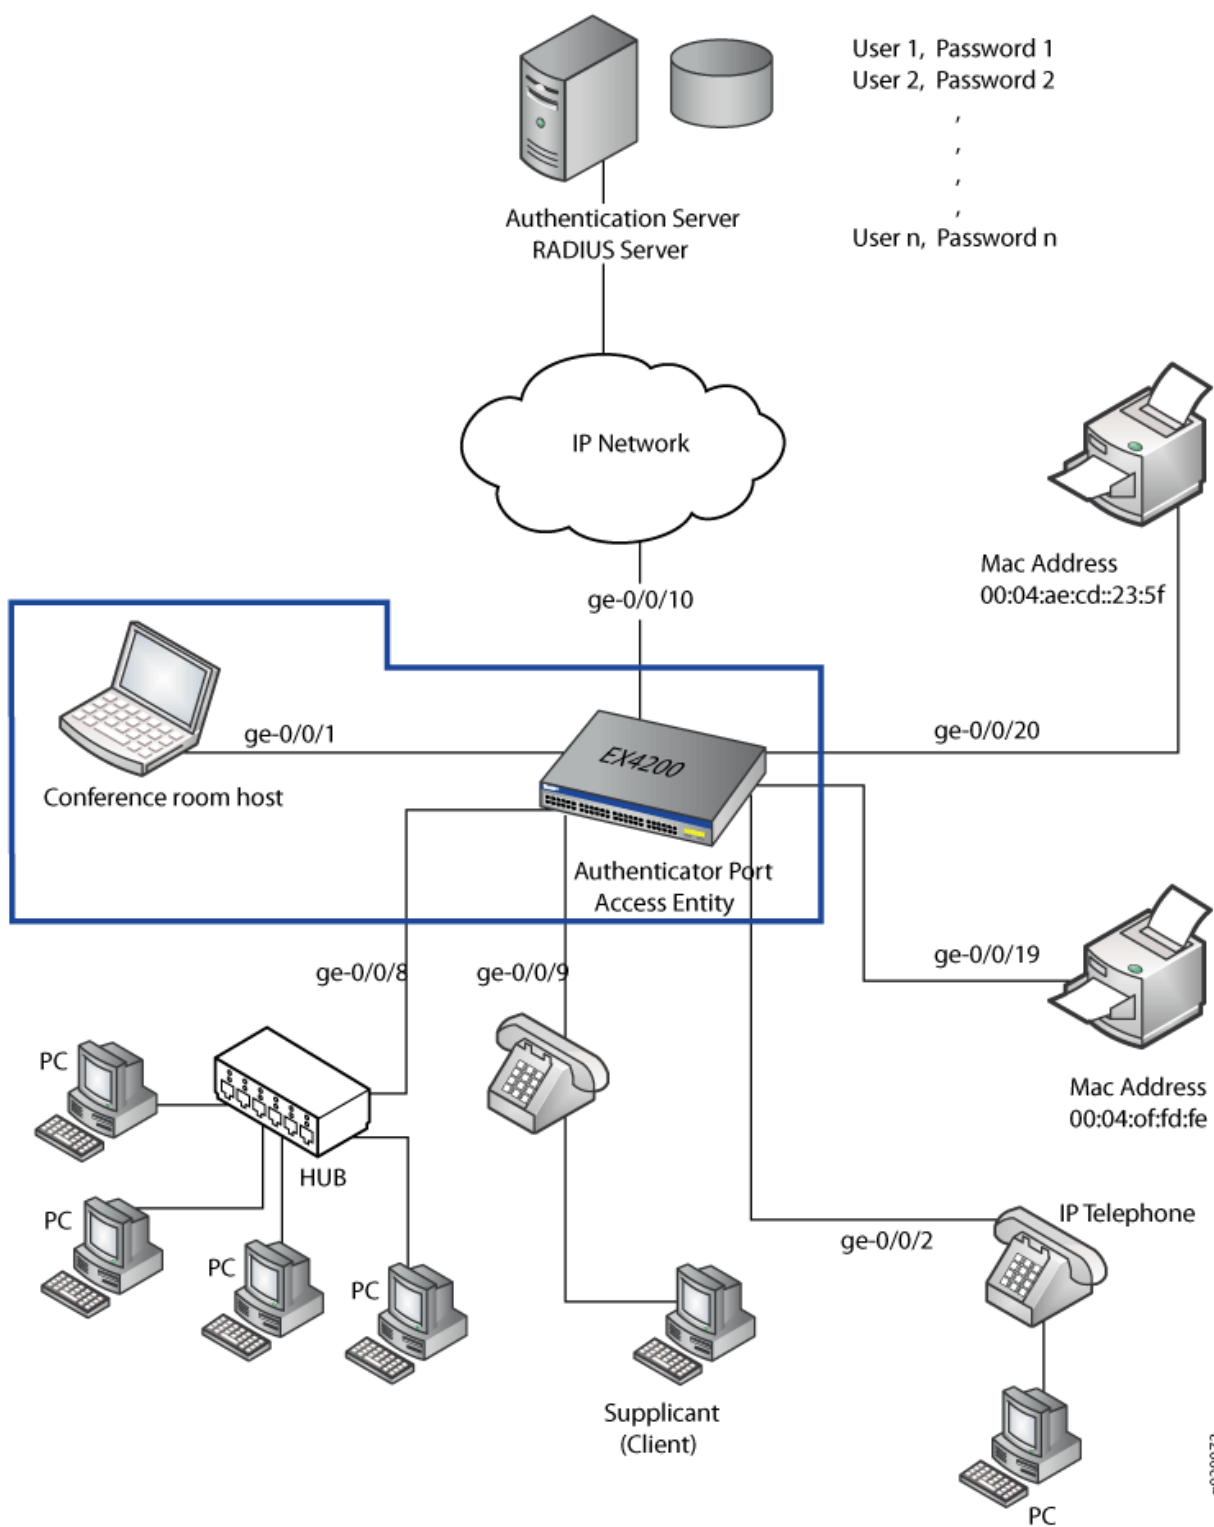 User 1, Password 1
User 2, Password 2
,
,
,
,
User n, Password n
Authentication Server
RADIUS Server
IP Network
Mac Address
00:04:ae:cd::23:5f
ge-0/0/10
ge-0/0/1
ge-0/0/20
EX4200
Conference room host
Authenticator Port
Access Entity
ge-0/0/8
ge-0/0/9
ge-0/0/19
PC
HUB
Mac Address
00:04:of:fd:fe
PC
IP Telephone
ge-0/0/2
PC
PC
Supplicant
(Client)
PC